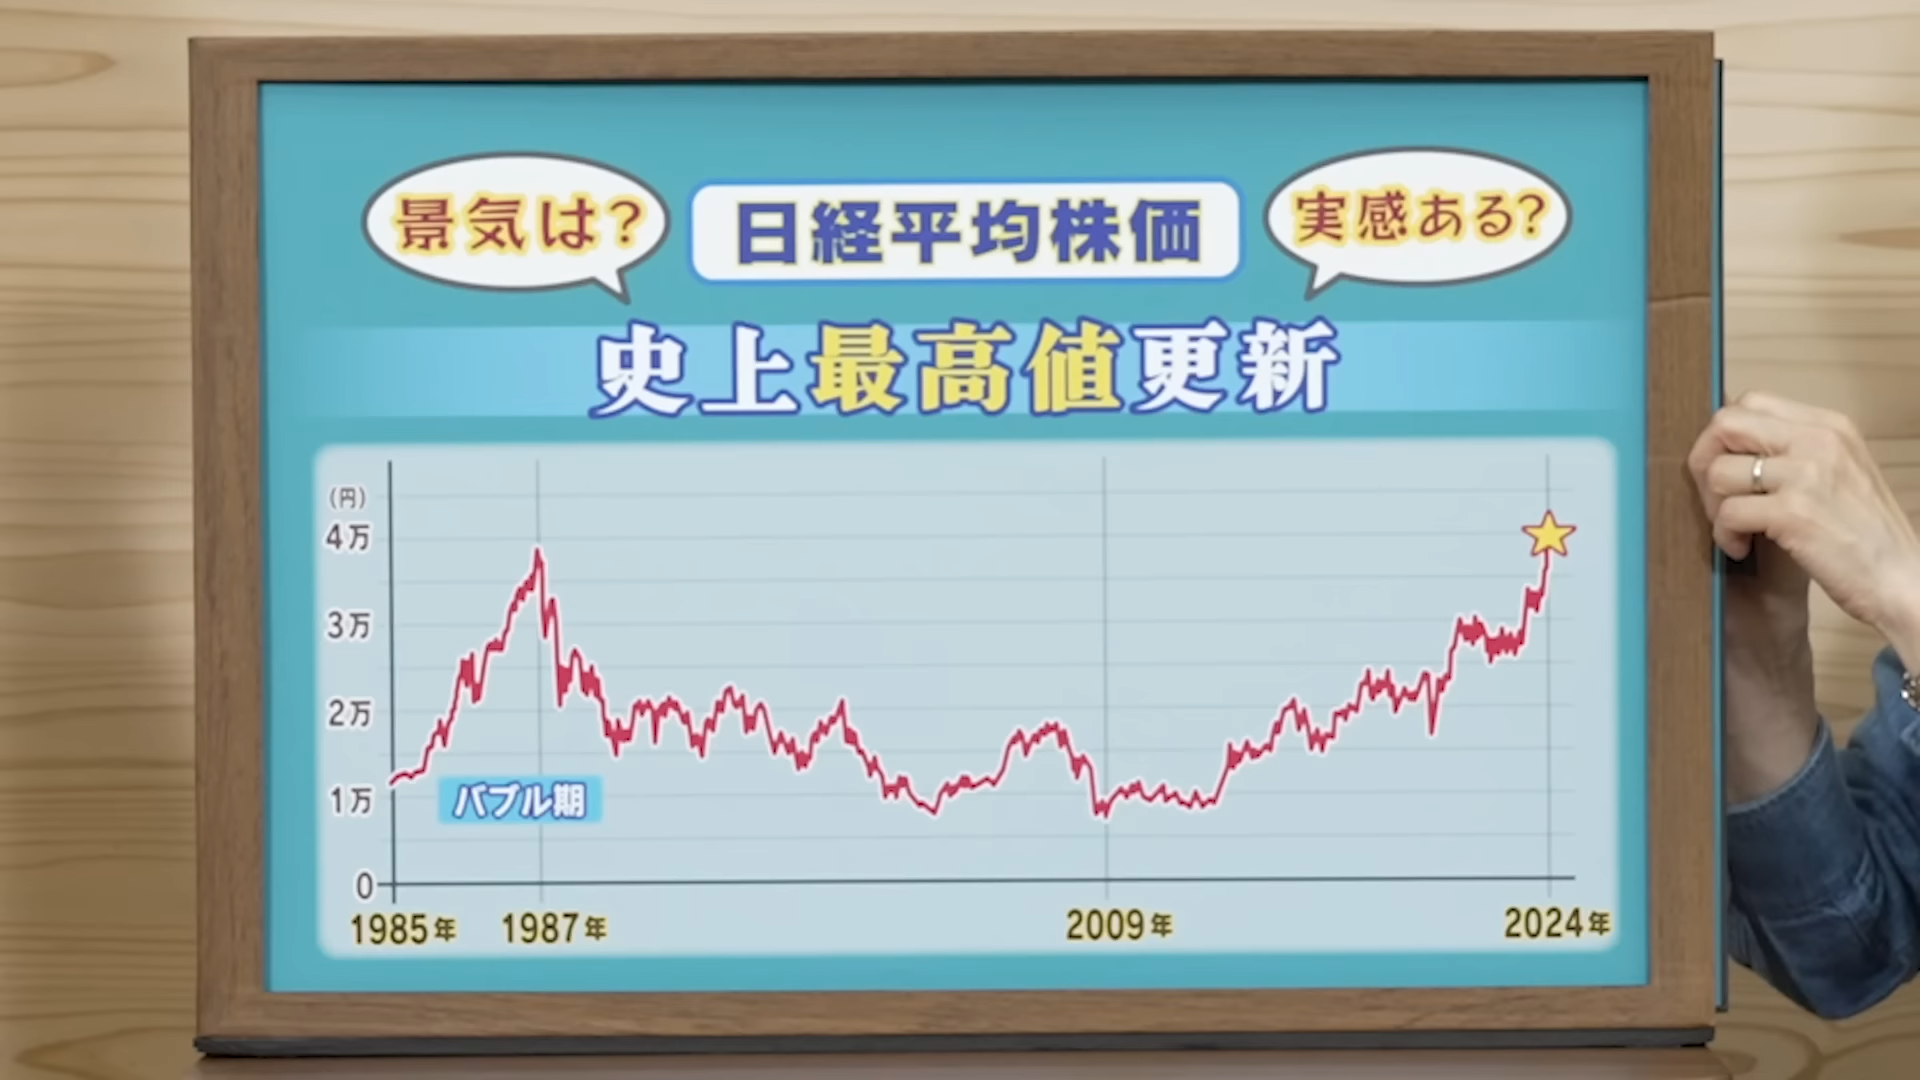 景気は?
日経平均株価
実感ある?
史上最高値更新
(円)
4万
3万
2万
1万
0
バブル期
1985年
1987年
2009年
2024年